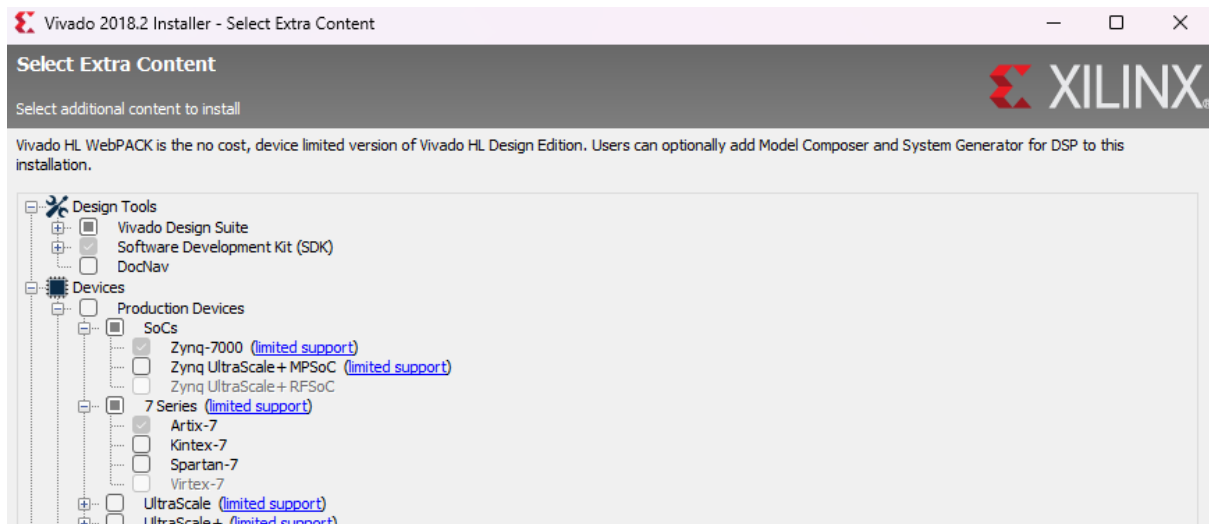 Vivado 2018.2 Installer - Select Extra Content
Select Extra Content
Select additional content to install
XILINX
Vivado HL WebPACK is the no cost, device limited version of Vivado HL Design Edition. Users can optionally add Model Composer and System Generator for DSP to this
installation.
Design Tools
Vivado Design Suite
Software Development Kit (SDK)
DocNav
Devices
Production Devices
SoCs
Zynq-7000 (limited support)
Zynq UltraScale+ MPSoC (limited support)
Zynq UltraScale+ RFSoC
7 Series (limited support)
Artix-7
Kintex-7
Spartan-7
Virtex-7
UltraScale (limited support)
UltraScale+ (limited support)